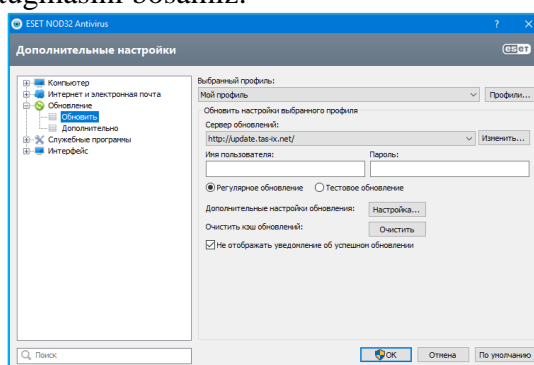 tugmasini bosamiz.
ESET NOD32 Antivirus
Дополнительные настройки
eset
Компьютер
Интернет и электронная почта
Обновление
Обновить
Дополнительно
Служебные программы
Интерфейс
Выбранный профиль:
Мой профиль
Профили...
Обновить настройки выбранного профиля
Сервер обновлений:
http://update.tas-ix.net/
Изменить...
Имя пользователя: Пароль:
Регулярное обновление Тестовое обновление
Дополнительные настройки обновления: Настройка...
Очистить кэш обновлений: Очистить
Не отображать уведомление об успешном обновлении
Поиск
OK Отмена По умолчанию